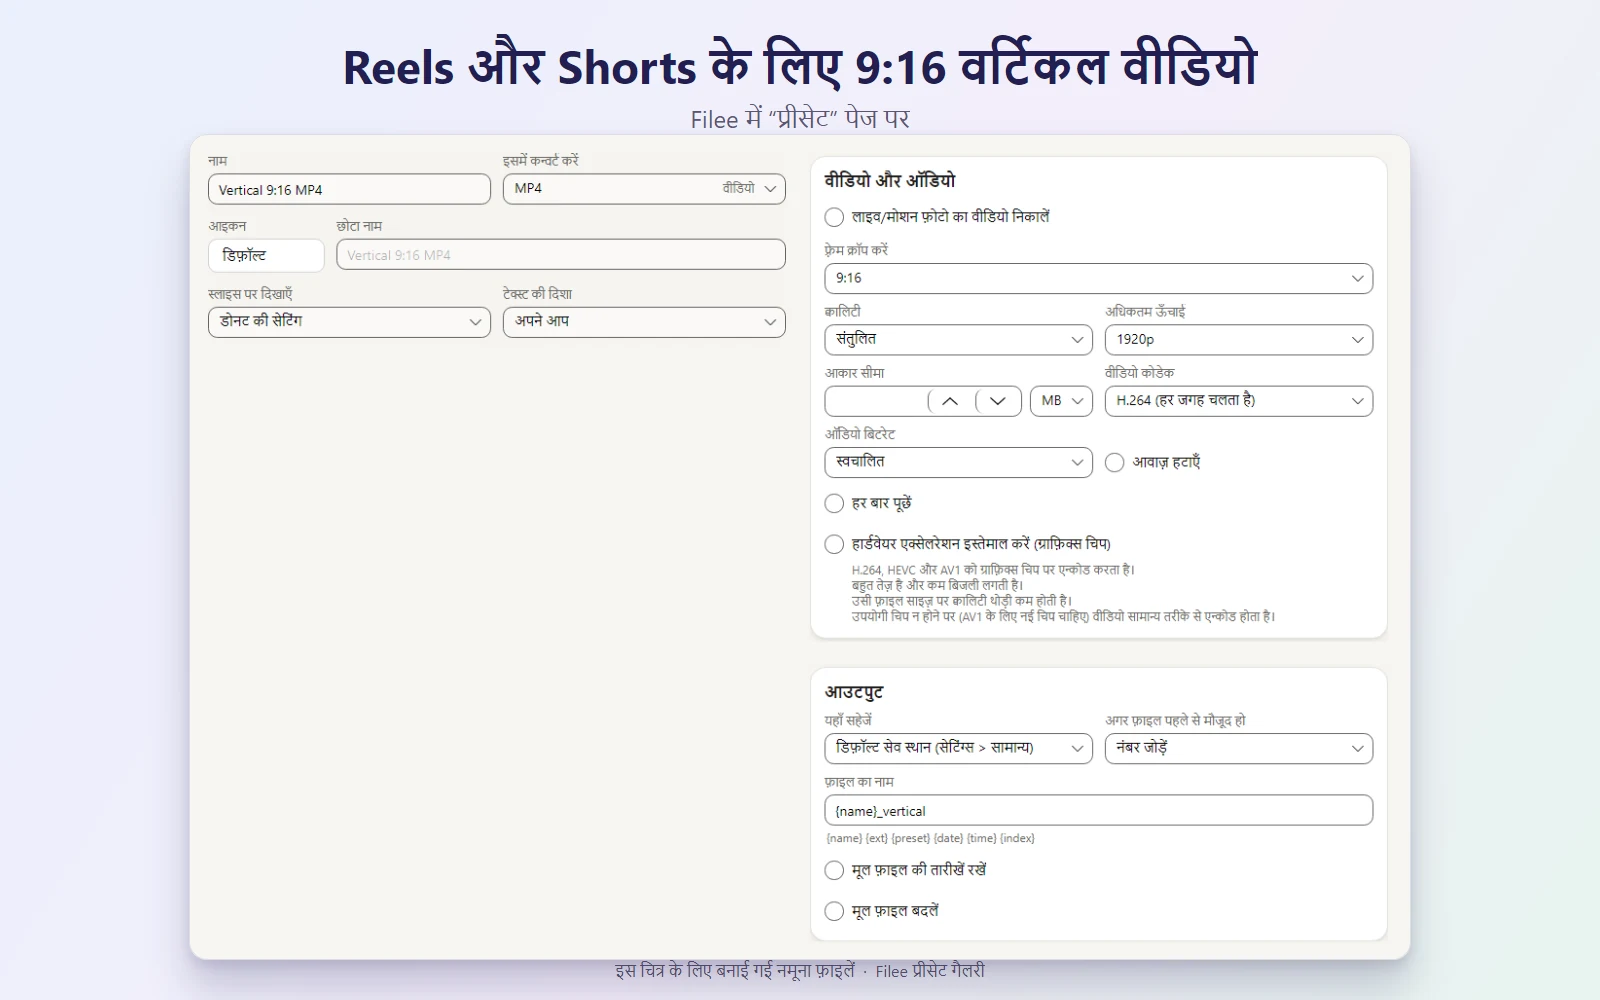 Reels और Shorts के लिए 9:16 वर्टिकल वीडियो
Filee में “प्रीसेट” पेज पर
नाम
Vertical 9:16 MP4
इसमें कन्वर्ट करें
MP4 वीडियो
आइकन
डिफ़ॉल्ट
छोटा नाम
Vertical 9:16 MP4
स्लाइस पर दिखाएँ
डोनट की सेटिंग
टेक्स्ट की दिशा
अपने आप
वीडियो और ऑडियो
लाइव/मोशन फ़ोटो का वीडियो निकालें
फ़्रेम क्रॉप करें
9:16
क्वालिटी
संतुलित
अधिकतम ऊँचाई
1920p
आकार सीमा
MB
वीडियो कोडेक
H.264 (हर जगह चलता है)
ऑडियो बिटरेट
स्वचालित
आवाज़ हटाएँ
हर बार पूछें
हार्डवेयर एक्सेलरेशन इस्तेमाल करें (ग्राफ़िक्स चिप)
H.264, HEVC और AV1 को ग्राफ़िक्स चिप पर एन्कोड करता है।
बहुत तेज़ है और कम बिजली लगती है।
उसी फ़ाइल साइज़ पर क्वालिटी थोड़ी कम होती है।
उपयोगी चिप न होने पर (AV1 के लिए नई चिप चाहिए) वीडियो सामान्य तरीके से एन्कोड होता है।
आउटपुट
यहाँ सहेजें
डिफ़ॉल्ट सेव स्थान (सेटिंग्स > सामान्य)
अगर फ़ाइल पहले से मौजूद हो
नंबर जोड़ें
फ़ाइल का नाम
{name}_vertical
{name} {ext} {preset} {date} {time} {index}
मूल फ़ाइल की तारीखें रखें
मूल फ़ाइल बदलें
इस चित्र के लिए बनाई गई नमूना फ़ाइलें · Filee प्रीसेट गैलरी